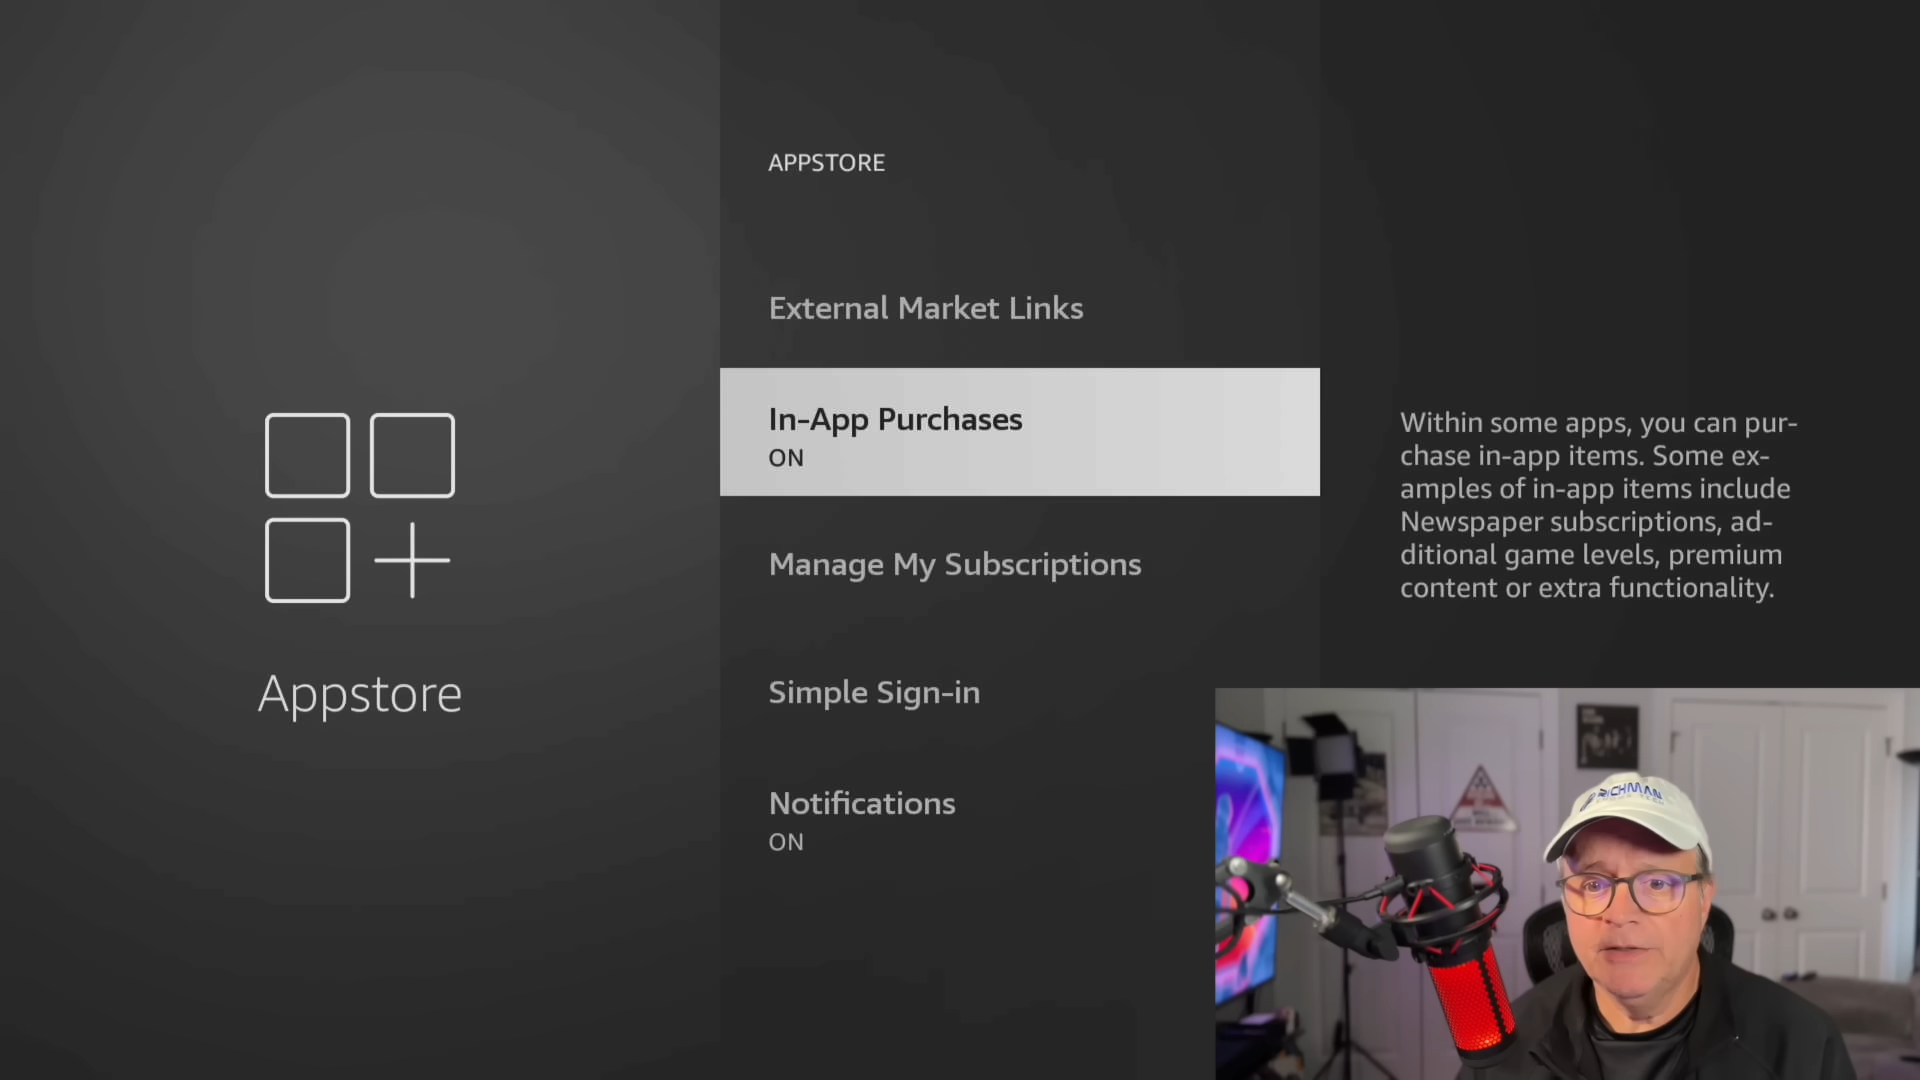 APPSTORE
External Market Links
In-App Purchases
ON
Manage My Subscriptions
Simple Sign-in
Notifications
ON
Appstore
Within some apps, you can pur-
chase in-app items. Some ex-
amples of in-app items include
Newspaper subscriptions, ad-
ditional game levels, premium
content or extra functionality.
RICHMAN